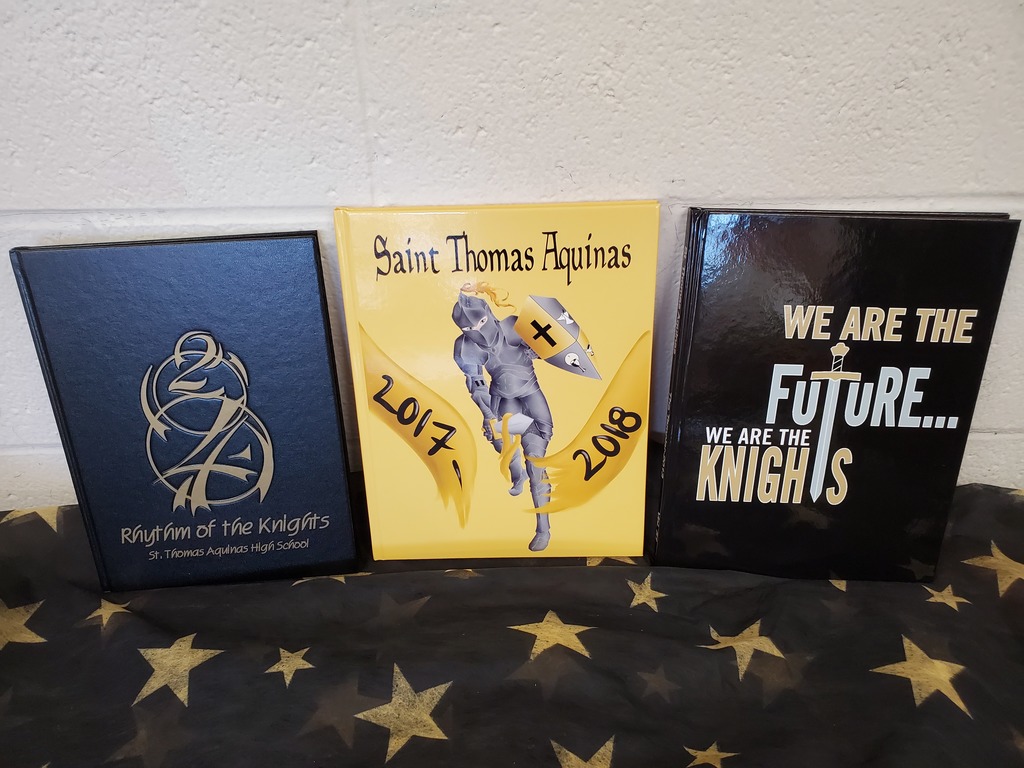 Rhythm of the Knights
St. Thomas Aquinas High School
Saint Thomas Aquinas
2017
2018
WE ARE THE
FUTURE...
WE ARE THE
KNIGHTS